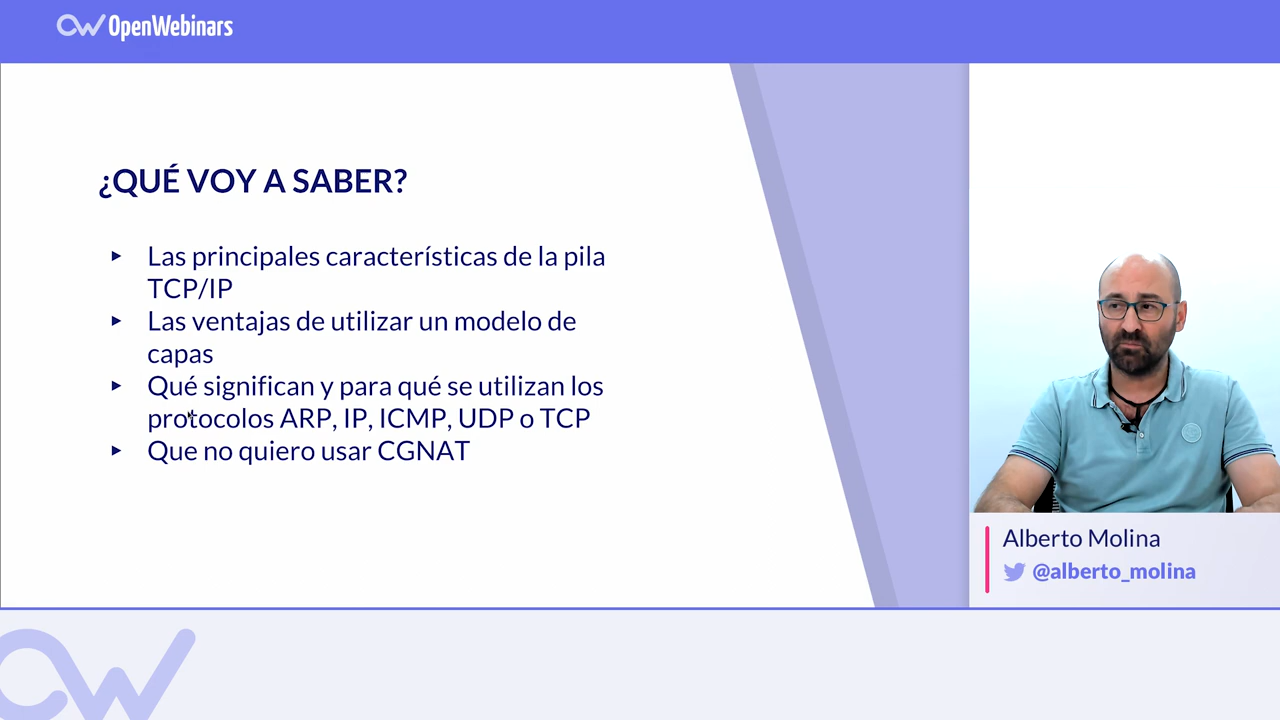 OpenWebinars
¿QUÉ VOY A SABER?
Las principales características de la pila
TCP/IP
Las ventajas de utilizar un modelo de
capas
Qué significan y para qué se utilizan los
protocolos ARP, IP, ICMP, UDP o TCP
Que no quiero usar CGNAT
Alberto Molina
@alberto_molina